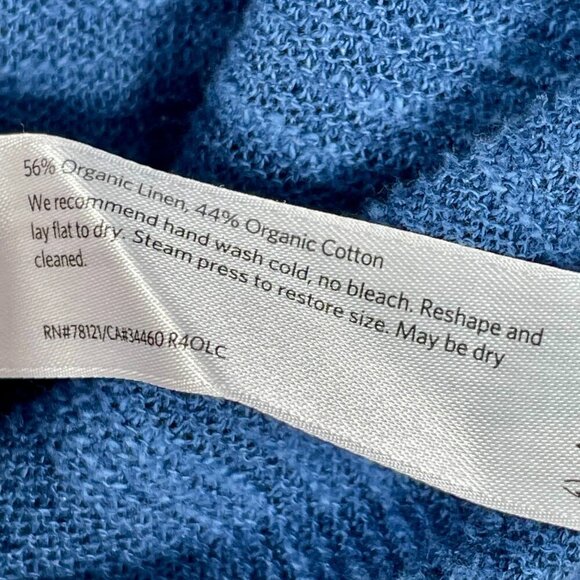 56% Organic Linen, 44% Organic Cotton
We recommend hand wash cold, no bleach. Reshape and
lay flat to dry. Steam press to restore size. May be dry
cleaned.
RN#78121/CA#34460 R4OLC